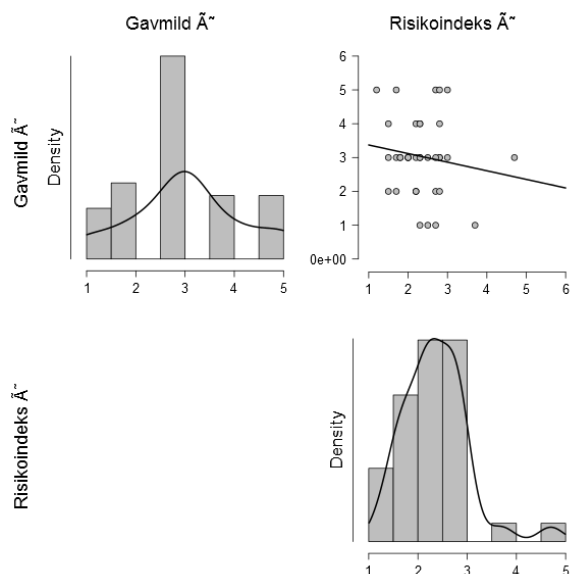 Gavmild Ã˜
Risikoindeks Ã˜
Gavmild Ã˜
Density
1 2 3 4 5
6
5
4
3
2
1
0e+00
1 2 3 4 5 6
Risikoindeks Ã˜
Density
1 2 3 4 5